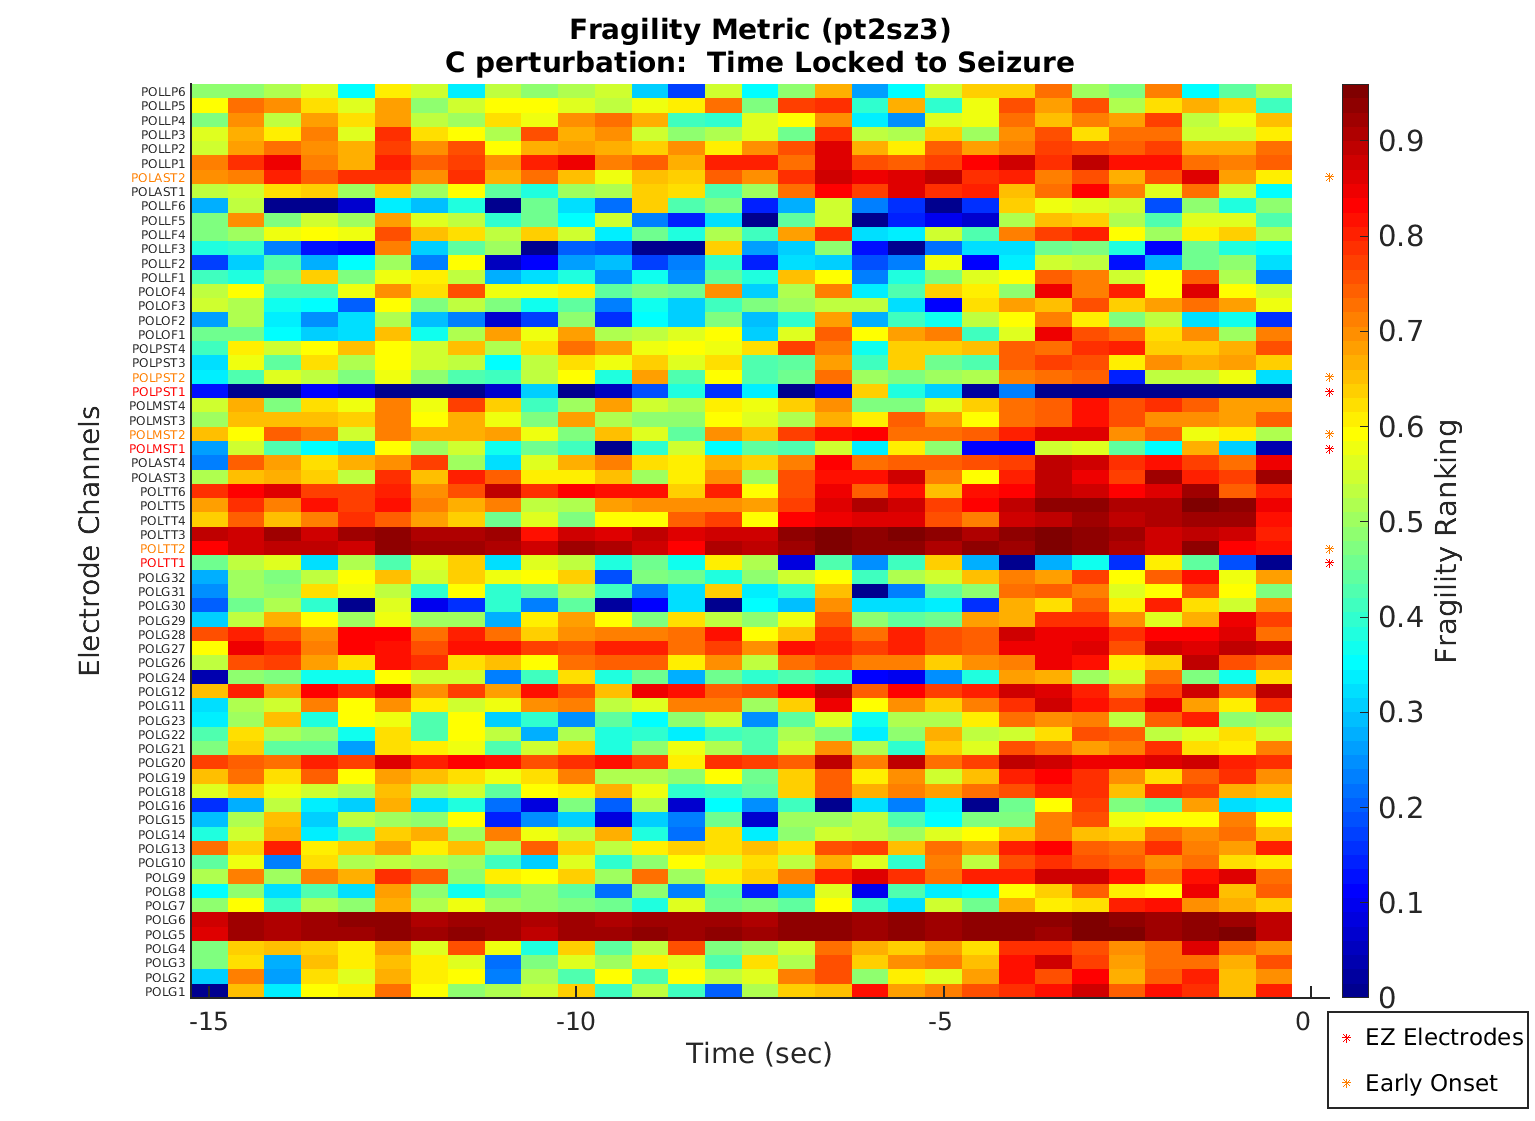 Fragility Metric (pt2sz3)
C perturbation:  Time Locked to Seizure
Electrode Channels
POLLP6
POLLP5
POLLP4
POLLP3
POLLP2
POLLP1
POLAST2
POLAST1
POLLF6
POLLF5
POLLF4
POLLF3
POLLF2
POLLF1
POLOF4
POLOF3
POLOF2
POLOF1
POLPST4
POLPST3
POLPST2
POLPST1
POLMST4
POLMST3
POLMST2
POLMST1
POLAST4
POLAST3
POLTT6
POLTT5
POLTT4
POLTT3
POLTT2
POLTT1
POLG32
POLG31
POLG30
POLG29
POLG28
POLG27
POLG26
POLG24
POLG12
POLG11
POLG23
POLG22
POLG21
POLG20
POLG19
POLG18
POLG16
POLG15
POLG14
POLG13
POLG10
POLG9
POLG8
POLG7
POLG6
POLG5
POLG4
POLG3
POLG2
POLG1
-15 -10 -5 0
Time (sec)
0.9
0.8
0.7
0.6
0.5
0.4
0.3
0.2
0.1
0
Fragility Ranking
EZ Electrodes
Early Onset